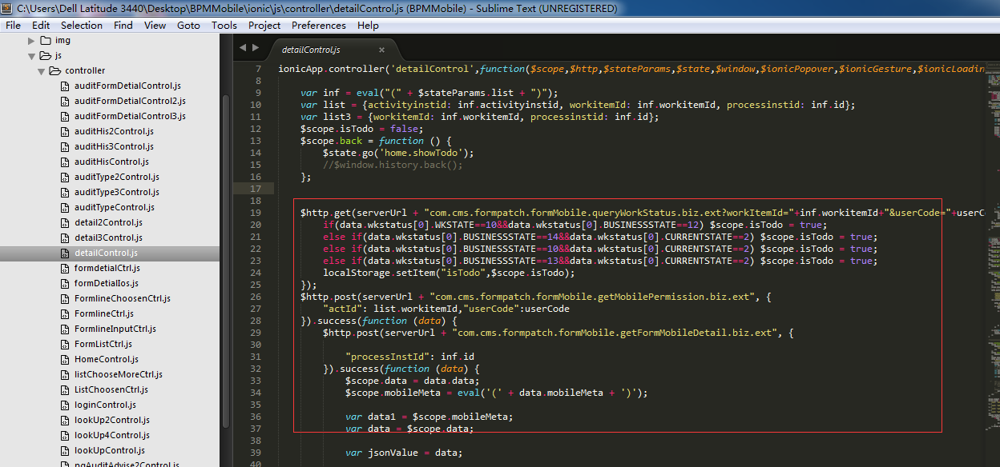 C:\Users\Dell Latitude 3440\Desktop\BPMMobile\ionic\js\controller\detailControl.js (BPMMobile) - Sublime Text (UNREGISTERED)
File Edit Selection Find View Goto Tools Project Preferences Help
img
js
controller
auditFormDetialControl.js
auditFormDetialControl2.js
auditFormDetialControl3.js
auditHis2Control.js
auditHis3Control.js
auditHisControl.js
auditType2Control.js
auditType3Control.js
auditTypeControl.js
detail2Control.js
detail3Control.js
detailControl.js
formdetialCtrl.js
formDetialIos.js
FormlineChoosenCtrl.js
FormlineCtrl.js
FormlineInputCtrl.js
FormListCtrl.js
HomeControl.js
listChooseMoreCtrl.js
ListChoosenCtrl.js
loginControl.js
lookUp2Control.js
lookUp4Control.js
lookUpControl.js
pgAuditAdvise2Control.js
detailControl.js ×
7 ionicApp.controller('detailControl',function($scope,$http,$stateParams,$state,$window,$ionicPopover,$ionicGesture,$ionicLoadin
8
9 var inf = eval("(" + $stateParams.list + ")");
10 var list = {activityinstid: inf.activityinstid, workitemId: inf.workitemId, processinstid: inf.id};
11 var list3 = {workitemId: inf.workitemId, processinstid: inf.id};
12 $scope.isTodo = false;
13 $scope.back = function () {
14 $state.go('home.showTodo');
15 //$window.history.back();
16 };
17
18
19 $http.get(serverUrl + "com.cms.formpatch.formMobile.queryWorkStatus.biz.ext?workItemId="+inf.workitemId+"&userCode="+userCo
20 if(data.wkstatus[0].WKSTATE==10&&data.wkstatus[0].BUSINESSSTATE==12) $scope.isTodo = true;
21 else if(data.wkstatus[0].BUSINESSSTATE==14&&data.wkstatus[0].CURRENTSTATE==2) $scope.isTodo = true;
22 else if(data.wkstatus[0].BUSINESSSTATE==10&&data.wkstatus[0].CURRENTSTATE==2) $scope.isTodo = true;
23 else if(data.wkstatus[0].BUSINESSSTATE==13&&data.wkstatus[0].CURRENTSTATE==2) $scope.isTodo = true;
24 localStorage.setItem("isTodo",$scope.isTodo);
25 });
26 $http.post(serverUrl + "com.cms.formpatch.formMobile.getMobilePermission.biz.ext", {
27 "actId": list.workitemId,"userCode":userCode
28 }).success(function (data) {
29 $http.post(serverUrl + "com.cms.formpatch.formMobile.getFormMobileDetail.biz.ext", {
30
31 "processInstId": inf.id
32 }).success(function (data) {
33 $scope.data = data.data;
34 $scope.mobileMeta = eval('(' + data.mobileMeta + ')');
35
36 var data1 = $scope.mobileMeta;
37 var data = $scope.data;
38
39 var jsonValue = data;
40